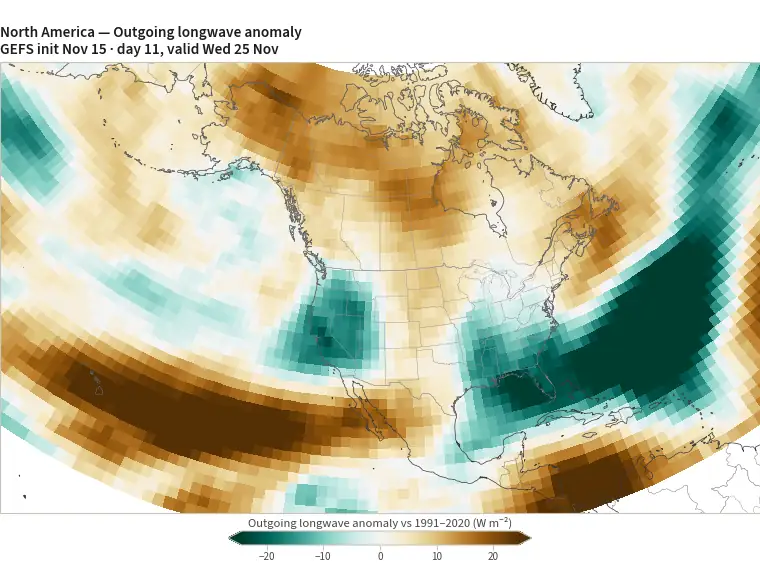 North America — Outgoing longwave anomaly
GEFS init Nov 15 · day 11, valid Wed 25 Nov
Outgoing longwave anomaly vs 1991–2020 (W m⁻²)
−20 −10 0 10 20